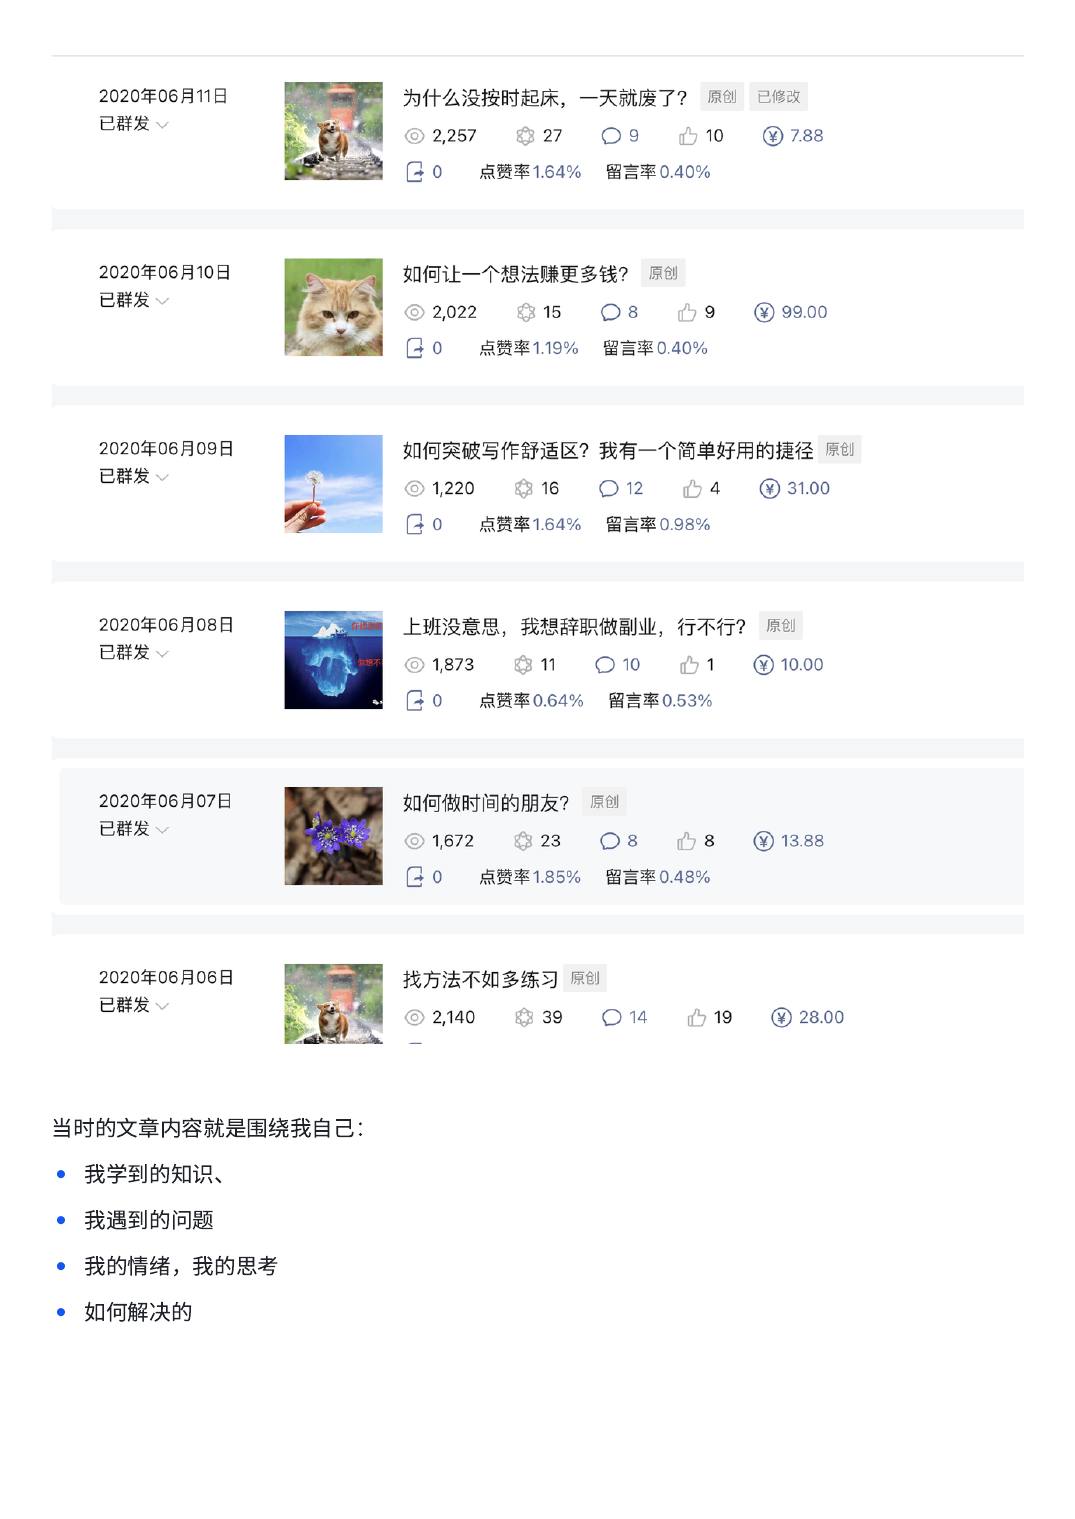 2020年06月11日
已群发
为什么没按时起床，一天就废了？ 原创 已修改
2,257 27 9 10 7.88
0 点赞率1.64% 留言率0.40%
2020年06月10日
已群发
如何让一个想法赚更多钱？ 原创
2,022 15 8 9 99.00
0 点赞率1.19% 留言率0.40%
2020年06月09日
已群发
如何突破写作舒适区？我有一个简单好用的捷径 原创
1,220 16 12 4 31.00
0 点赞率1.64% 留言率0.98%
2020年06月08日
已群发
上班没意思，我想辞职做副业，行不行？ 原创
1,873 11 10 1 10.00
0 点赞率0.64% 留言率0.53%
2020年06月07日
已群发
如何做时间的朋友？ 原创
1,672 23 8 8 13.88
0 点赞率1.85% 留言率0.48%
2020年06月06日
已群发
找方法不如多练习 原创
2,140 39 14 19 28.00
当时的文章内容就是围绕我自己：
我学到的知识、
我遇到的问题
我的情绪，我的思考
如何解决的